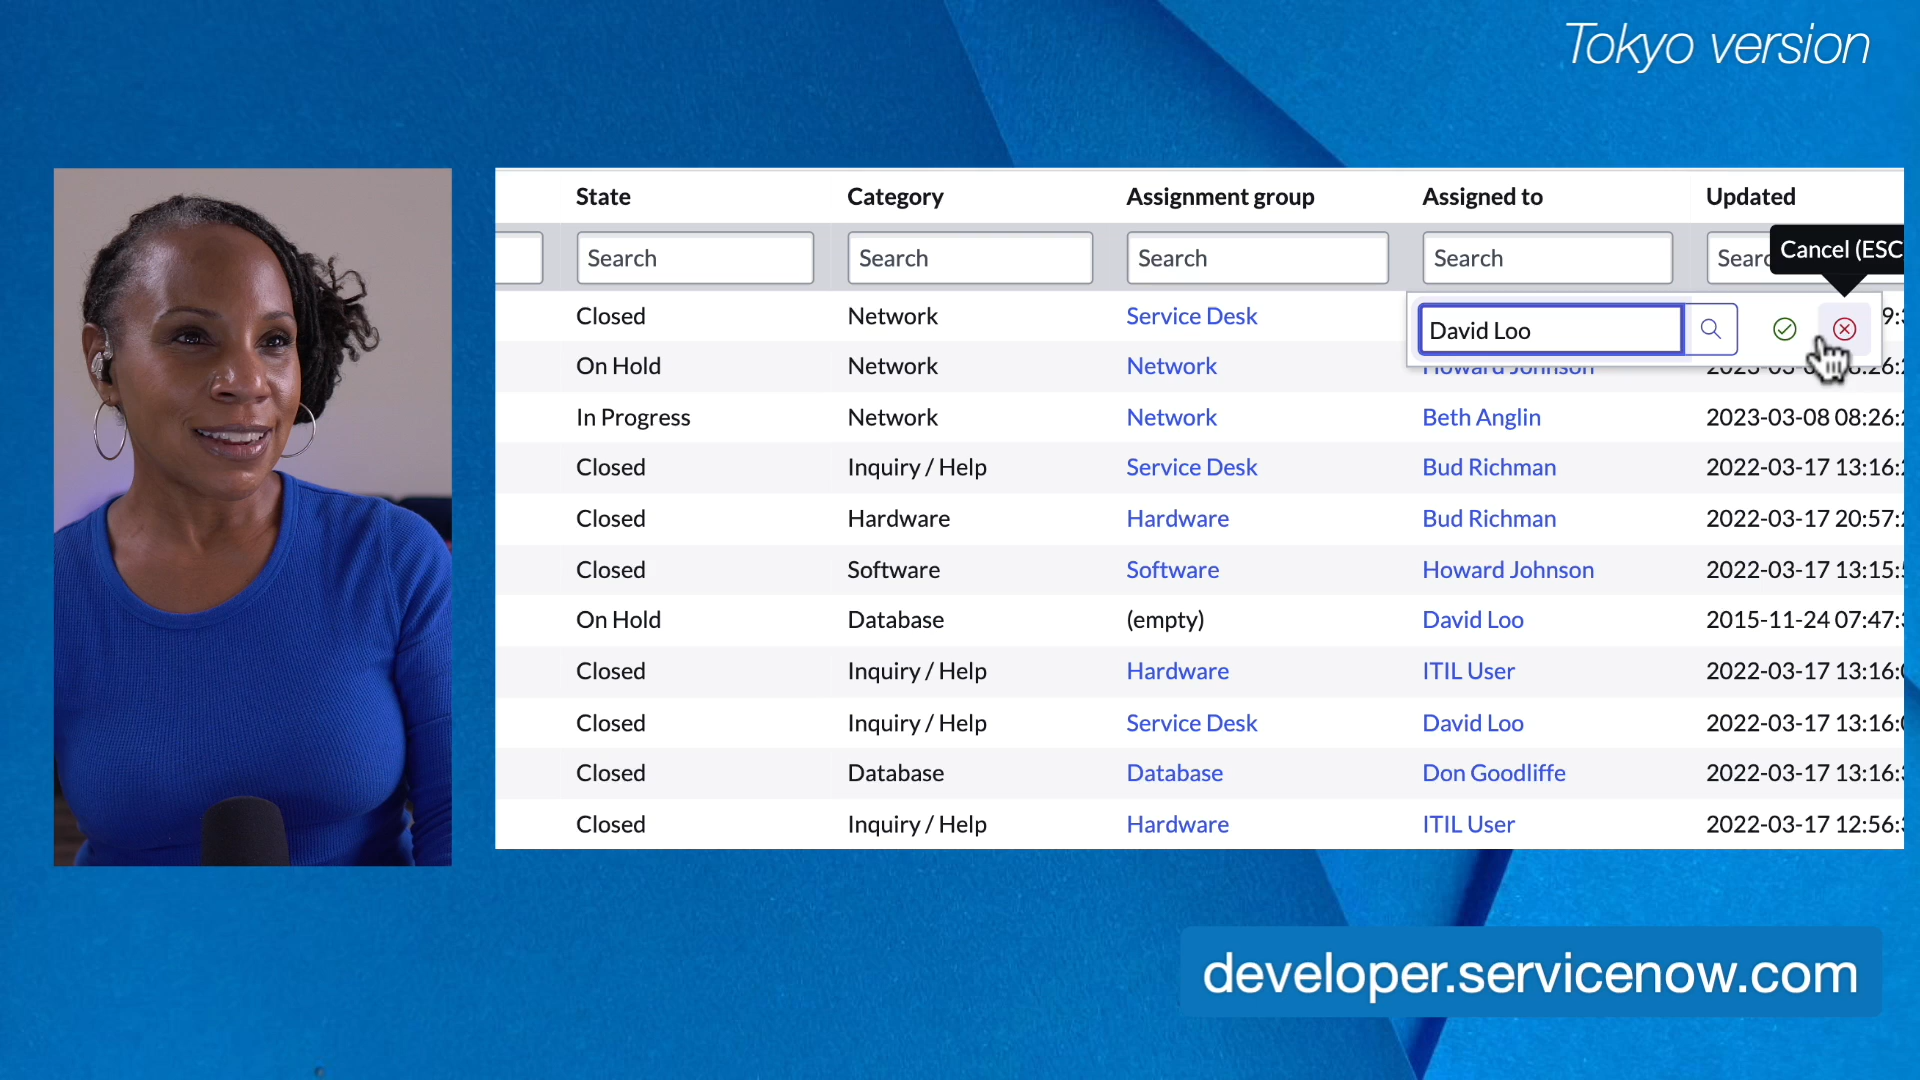 Tokyo version
State Category Assignment group Assigned to Updated
Search Search Search Search Sear
Cancel (ESC
Closed Network Service Desk David Loo
On Hold Network Network Howard Johnson
In Progress Network Network Beth Anglin 2023-03-08 08:26:
Closed Inquiry / Help Service Desk Bud Richman 2022-03-17 13:16:
Closed Hardware Hardware Bud Richman 2022-03-17 20:57:
Closed Software Software Howard Johnson 2022-03-17 13:15:
On Hold Database (empty) David Loo 2015-11-24 07:47:
Closed Inquiry / Help Hardware ITIL User 2022-03-17 13:16:
Closed Inquiry / Help Service Desk David Loo 2022-03-17 13:16:
Closed Database Database Don Goodliffe 2022-03-17 13:16:
Closed Inquiry / Help Hardware ITIL User 2022-03-17 12:56:
developer.servicenow.com